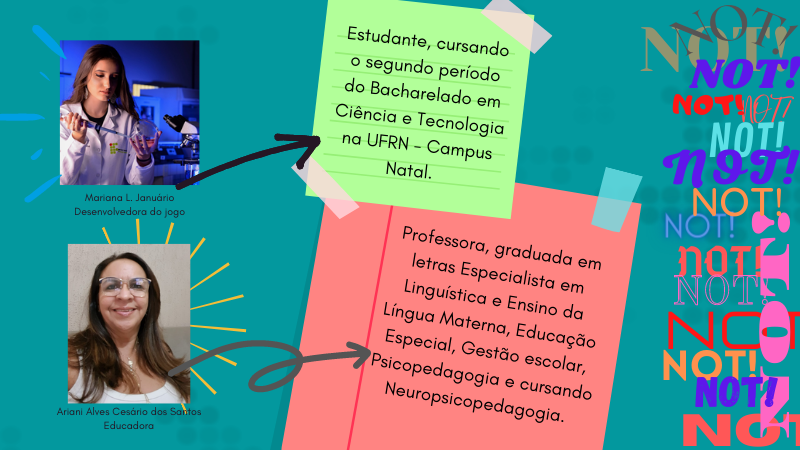 Mariana L. Januário
Desenvolvedora do jogo
Estudante, cursando
o segundo período
do Bacharelado em
Ciência e Tecnologia
na UFRN - Campus
Natal.
Ariani Alves Cesário dos Santos
Educadora
Professora, graduada em
letras Especialista em
Linguística e Ensino da
Língua Materna, Educação
Especial, Gestão escolar,
Psicopedagogia e cursando
Neuropsicopedagogia.
NOT!
NOT!
NOT!
NOT!
NOT!
NOT!
NOT!
NOT!
NOT!
NOT!
NOT!
NOT!
NOT
NOT!
NOT!
NOT